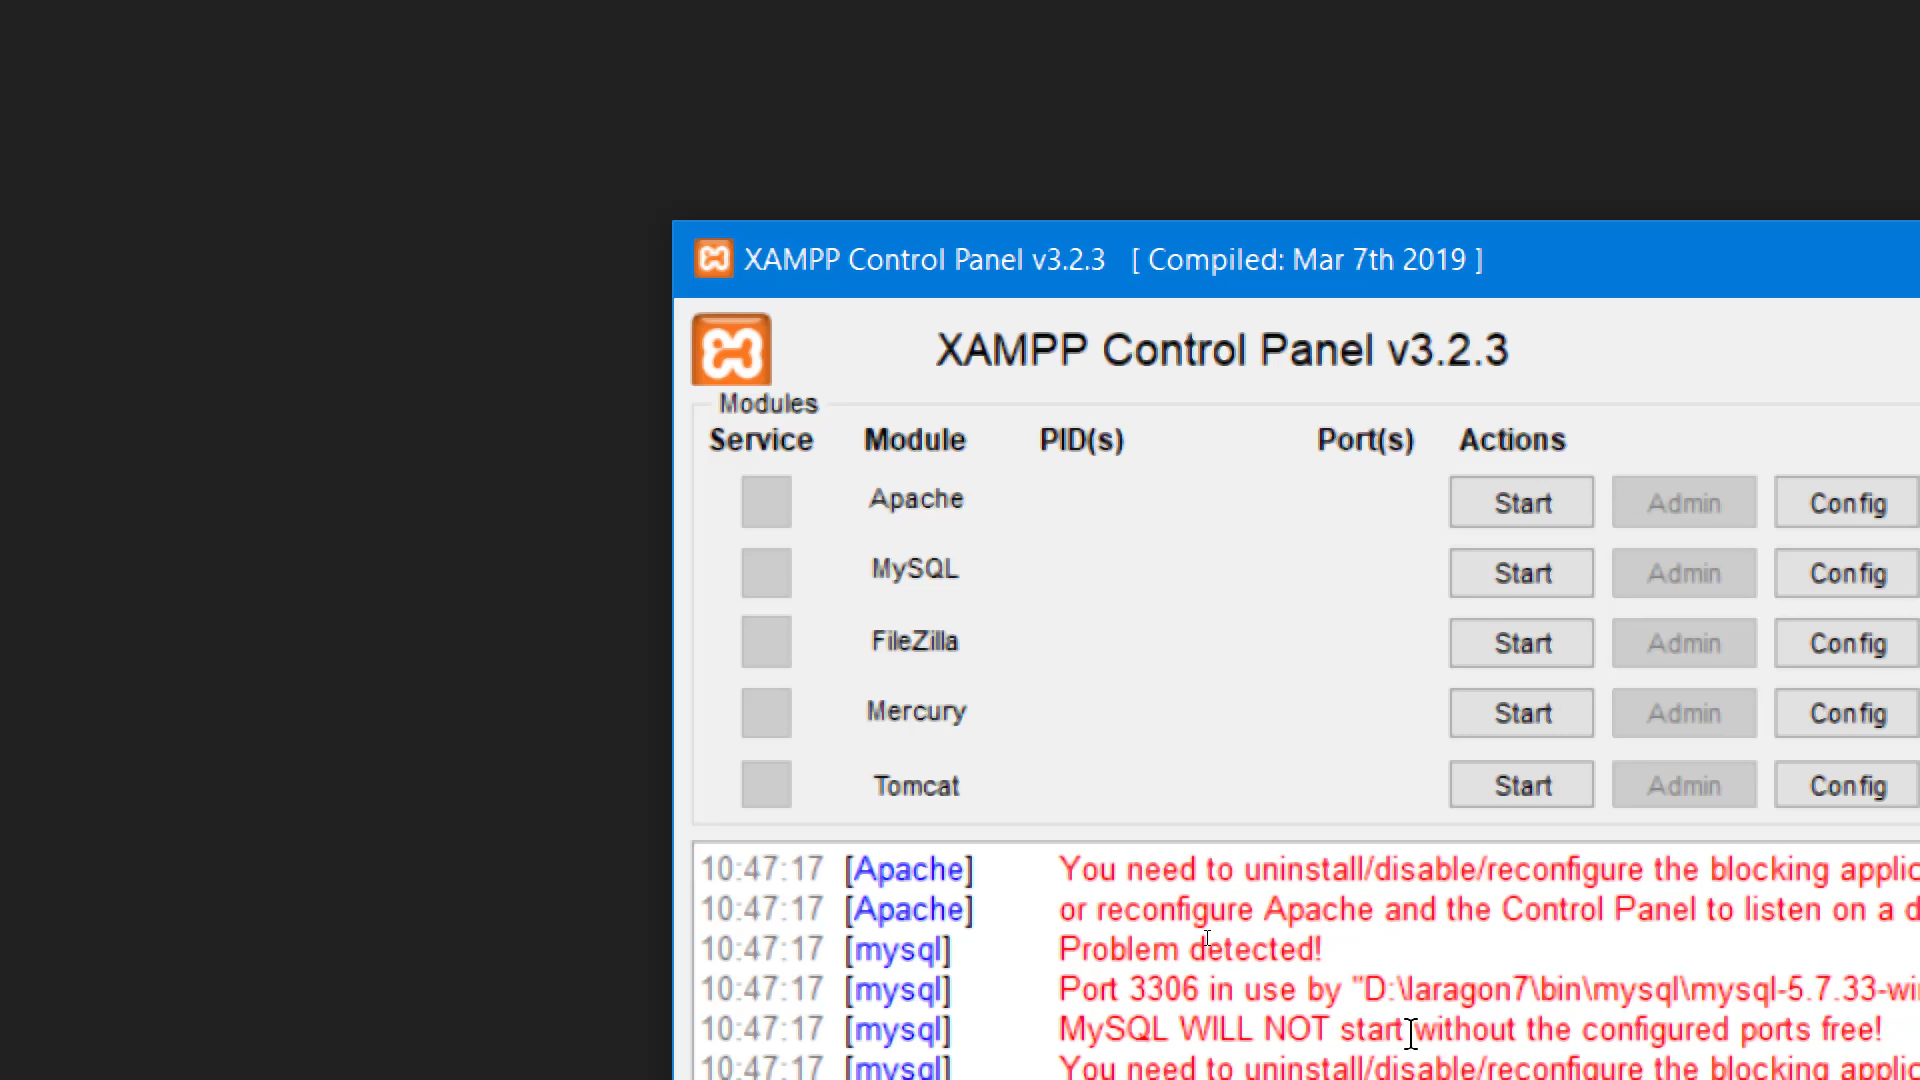 XAMPP Control Panel v3.2.3 [ Compiled: Mar 7th 2019 ]
XAMPP Control Panel v3.2.3
Modules
Service Module PID(s) Port(s) Actions
Apache Start Admin Config
MySQL Start Admin Config
FileZilla Start Admin Config
Mercury Start Admin Config
Tomcat Start Admin Config
10:47:17 [Apache] You need to uninstall/disable/reconfigure the blocking applic
10:47:17 [Apache] or reconfigure Apache and the Control Panel to listen on a d
10:47:17 [mysql] Problem detected!
10:47:17 [mysql] Port 3306 in use by "D:\laragon7\bin\mysql\mysql-5.7.33-wi
10:47:17 [mysql] MySQL WILL NOT start without the configured ports free!
10:47:17 [mysql] You need to uninstall/disable/reconfigure the blocking applic